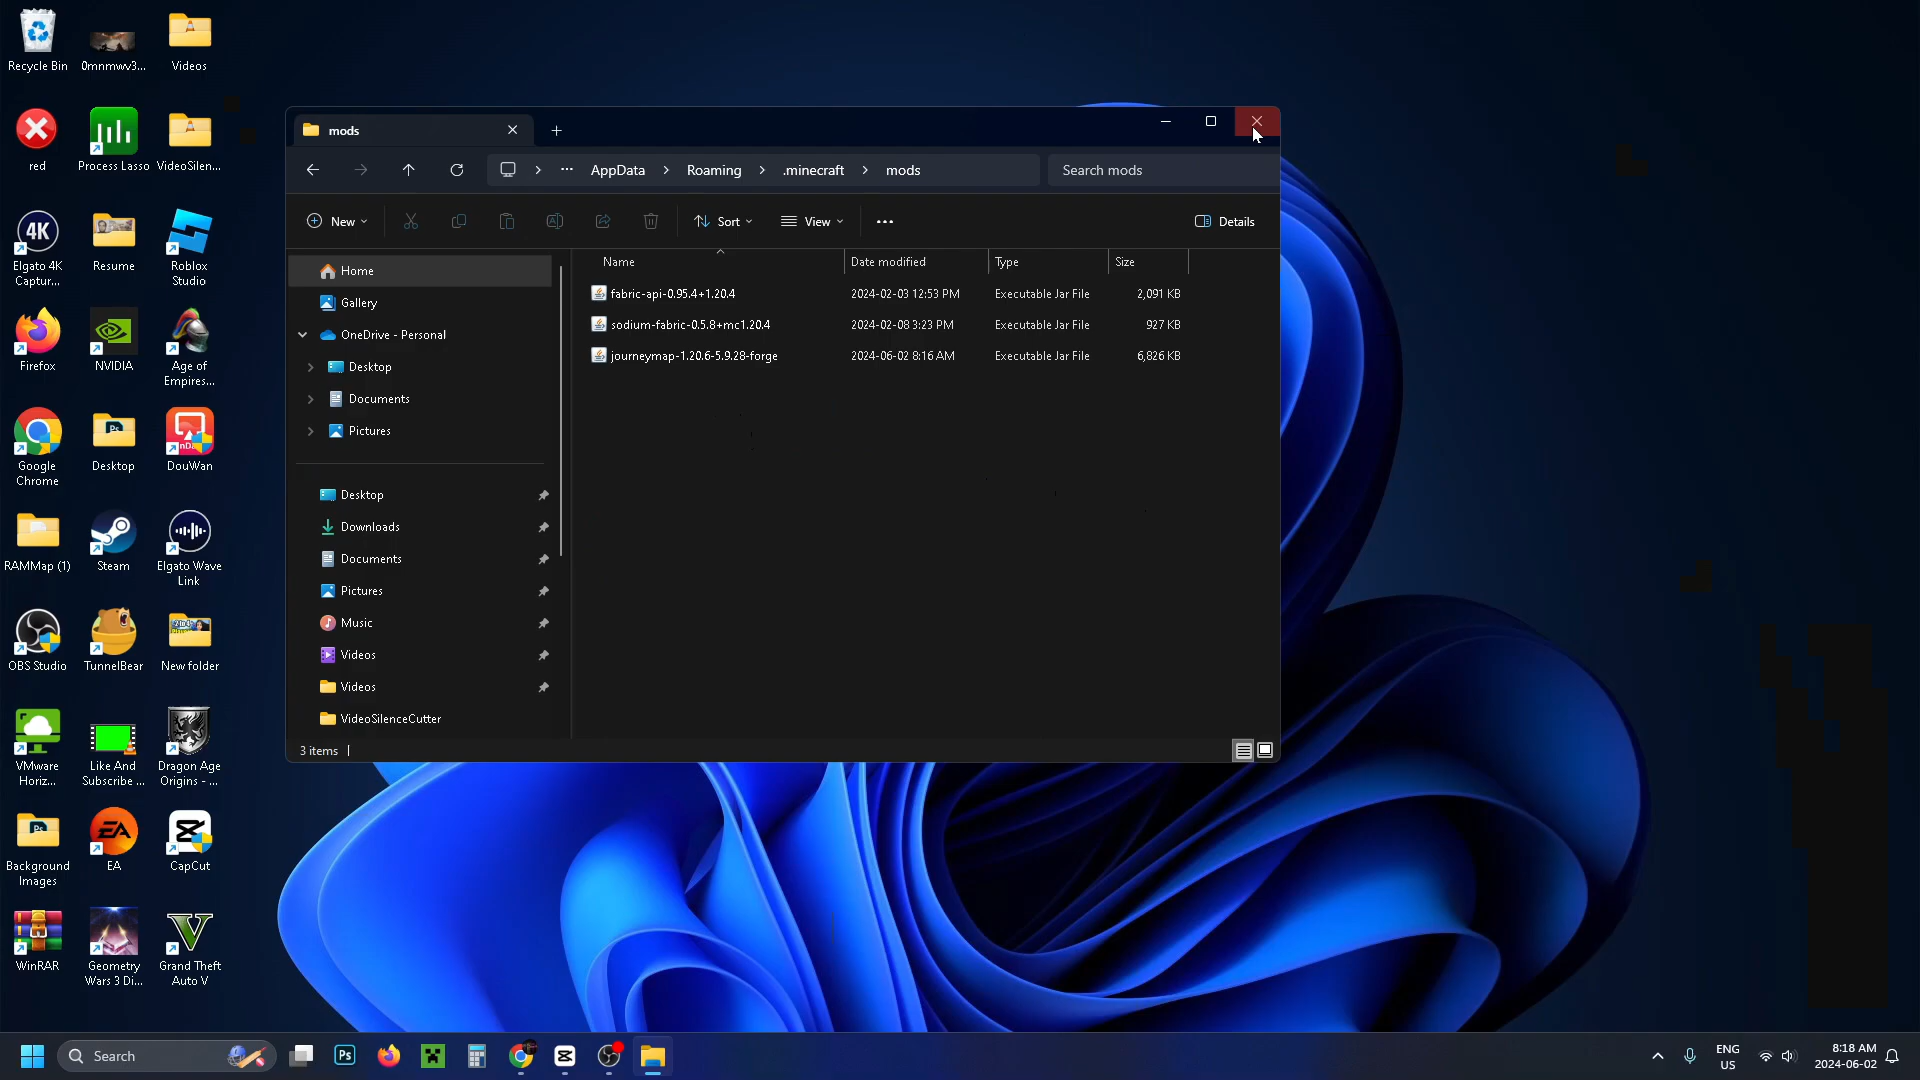 Recycle Bin
0mnmwv3...
Videos
red
Process Lasso
VideoSilen...
4K
Elgato 4K
Captur...
Resume
Roblox
Studio
Firefox
NVIDIA
Age of
Empires...
Google
Chrome
Desktop
DouWan
RAMMap (1)
Steam
Elgato Wave
Link
OBS Studio
TunnelBear
New folder
VMware
Horiz...
Like And
Subscribe ...
Dragon Age
Origins - ...
Background
Images
EA
CapCut
WinRAR
Geometry
Wars 3 Di...
Grand Theft
Auto V
mods
AppData > Roaming > .minecraft > mods
Search mods
New
Sort
View
Details
Home
Gallery
OneDrive - Personal
Desktop
Documents
Pictures
Desktop
Downloads
Documents
Pictures
Music
Videos
Videos
VideoSilenceCutter
Name Date modified Type Size
fabric-api-0.95.4+1.20.4 2024-02-03 12:53 PM Executable Jar File 2,091 KB
sodium-fabric-0.5.8+mc1.20.4 2024-02-08 3:23 PM Executable Jar File 927 KB
journeymap-1.20.6-5.9.28-forge 2024-06-02 8:16 AM Executable Jar File 6,826 KB
3 items
Search
Ps
ENG
US
8:18 AM
2024-06-02